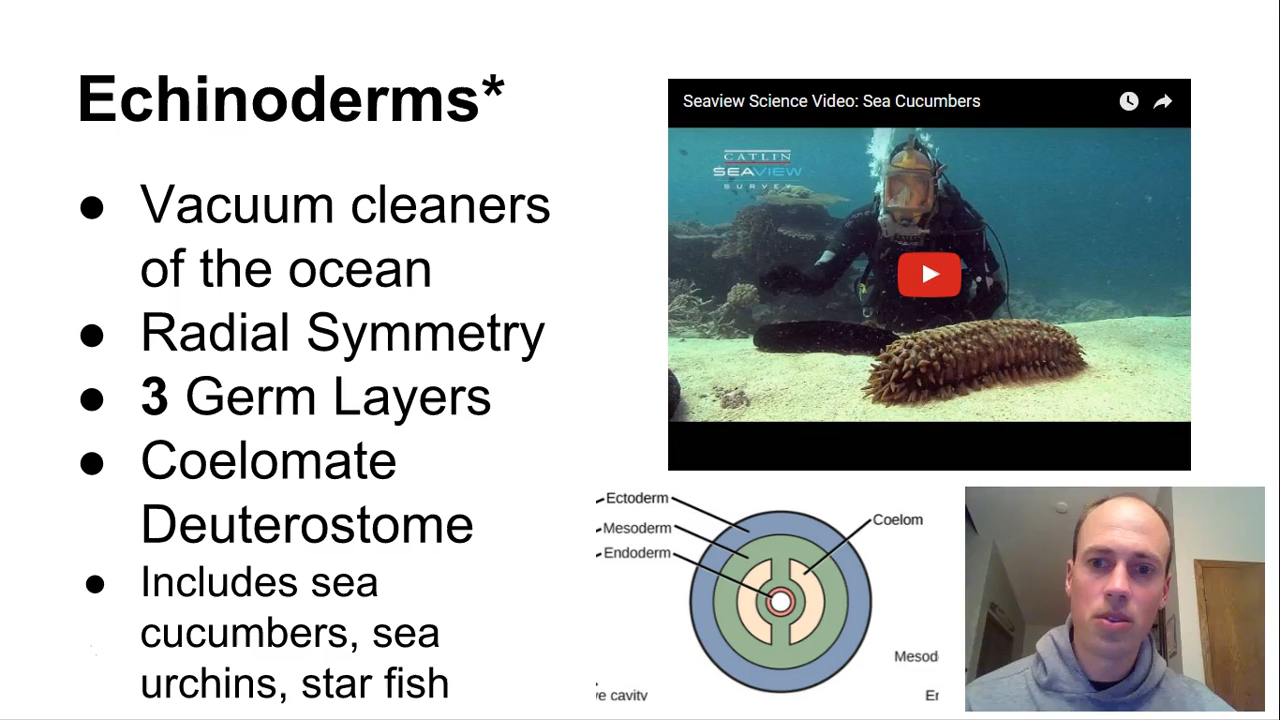 Echinoderms*
● Vacuum cleaners
of the ocean
● Radial Symmetry
● 3 Germ Layers
● Coelomate
Deuterostome
● Includes sea
cucumbers, sea
urchins, star fish
Seaview Science Video: Sea Cucumbers
CATLIN
SEAVIEW
SURVEY
Ectoderm
Mesoderm
Endoderm
Coelom
Mesod
ve cavity
Er